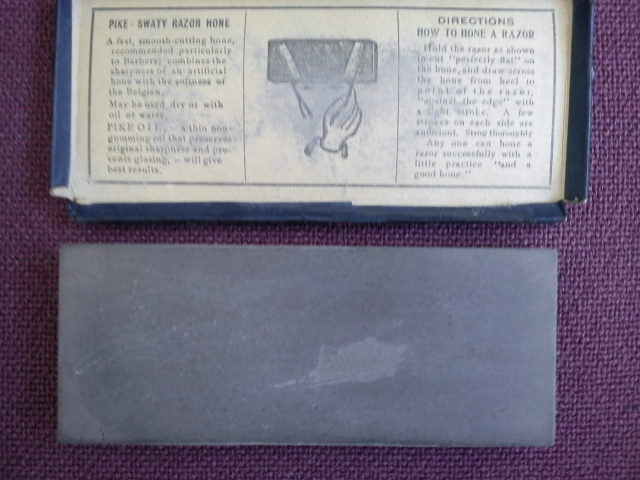 PIKE - SWATY RAZOR HONE
A fast, smooth-cutting hone,
recommended particularly
to Barbers; combines the
sharpness of an artificial
hone with the softness of
the Belgian.
May be used dry or with
oil or water.
PIKE OIL, — a thin non-
gumming oil that preserves
original sharpness and pre-
vents glazing, — will give
best results.
DIRECTIONS
HOW TO HONE A RAZOR
Hold the razor as shown
in cut "perfectly flat" on
the hone, and draw across
the hone from heel to
point of the razor,
"against the edge" with
a light stroke. A few
strokes on each side are
sufficient. Strop thoroughly
Any one can hone a
razor successfully with a
little practice "and a
good hone."